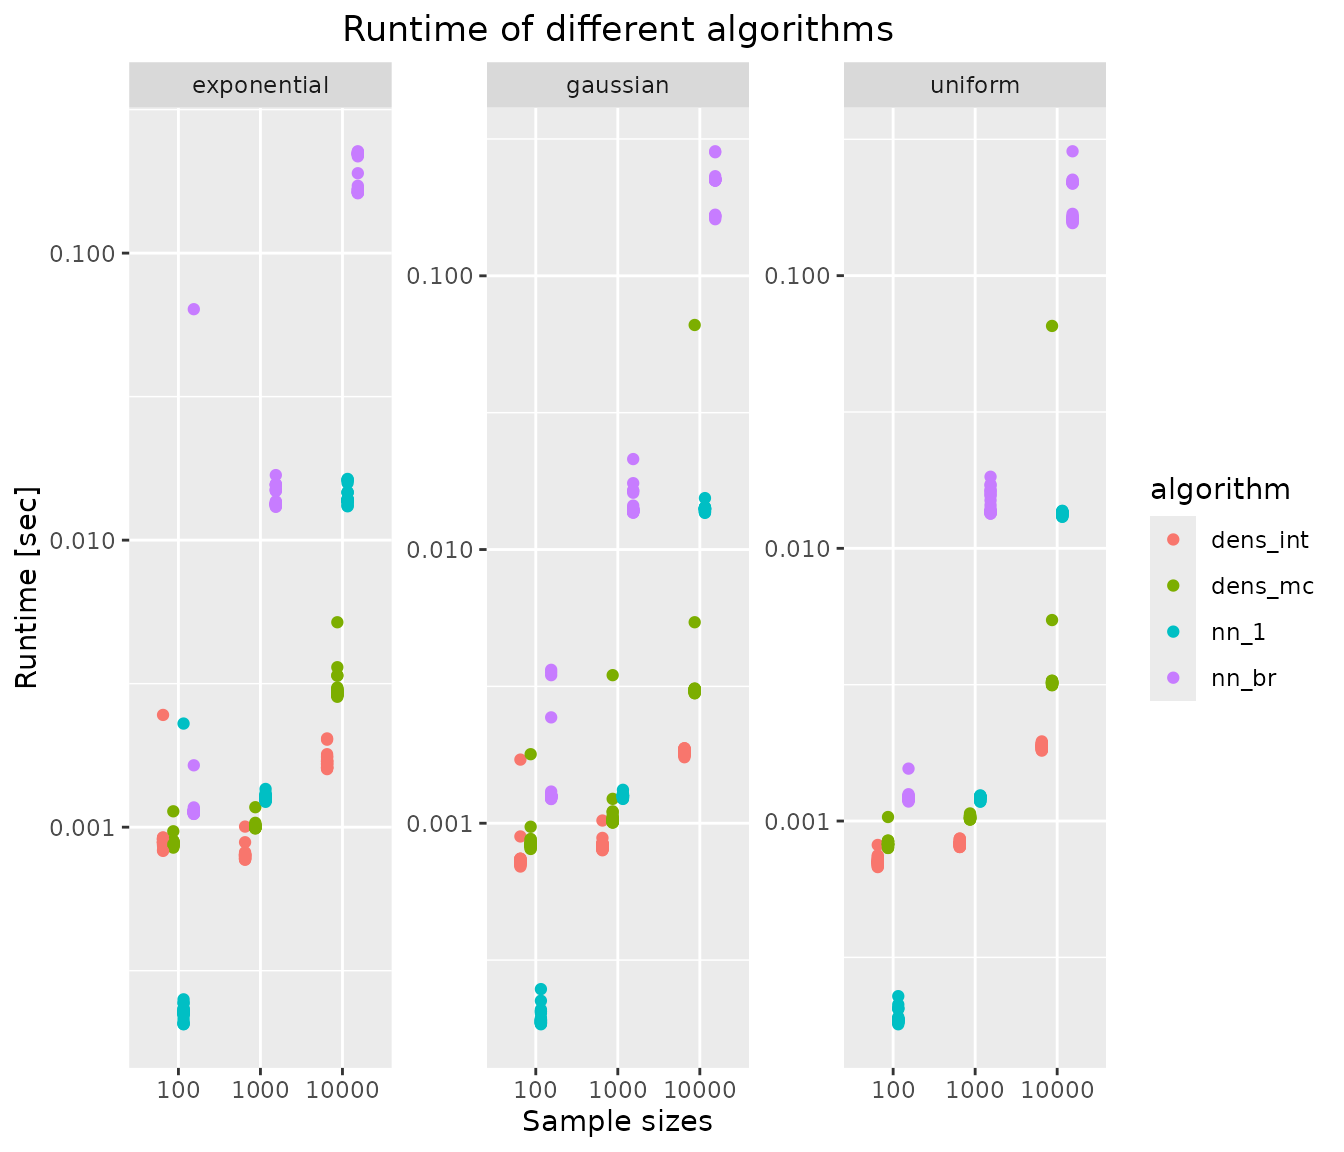 Runtime of different algorithms
exponential
gaussian
uniform
Runtime [sec]
0.100
0.010
0.001
0.100
0.010
0.001
0.100
0.010
0.001
100 1000 10000
100 1000 10000
100 1000 10000
Sample sizes
algorithm
dens_int
dens_mc
nn_1
nn_br